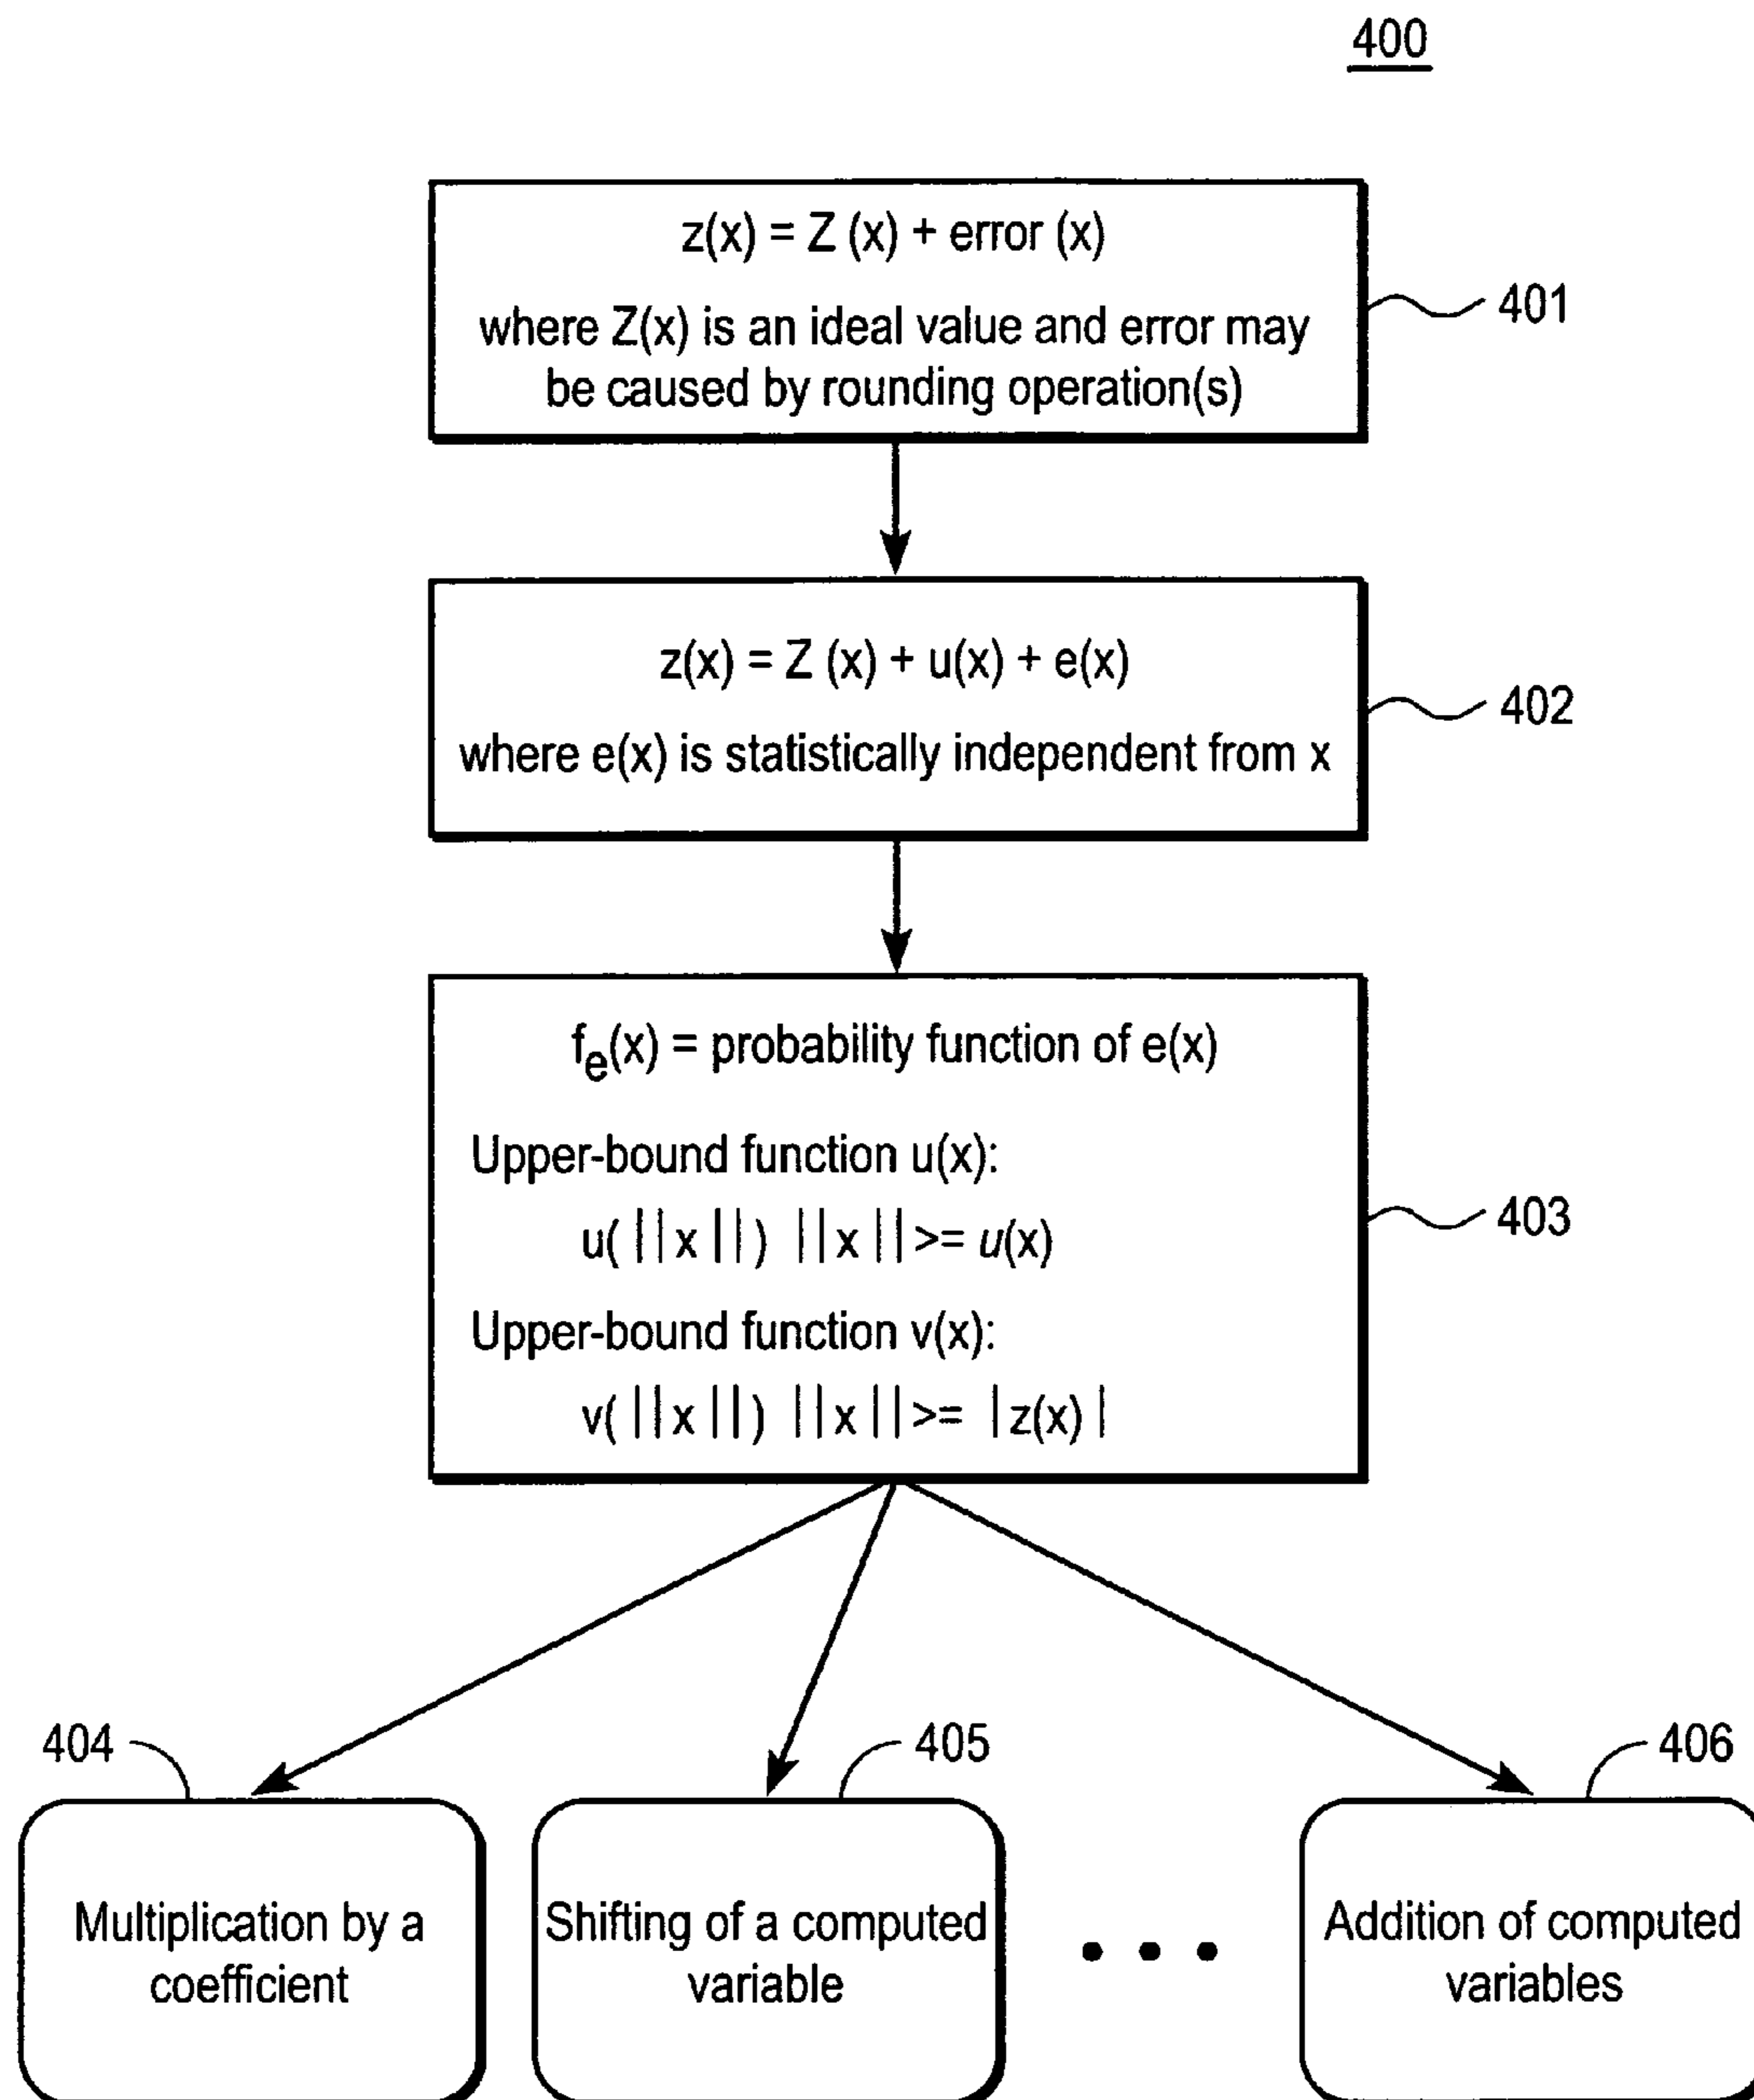 400
z(x) = Z (x) + error (x)
where Z(x) is an ideal value and error may
be caused by rounding operation(s)
401
z(x) = Z (x) + u(x) + e(x)
where e(x) is statistically independent from x
402
fe(x) = probability function of e(x)
Upper-bound function u(x):
u( ||x ||) ||x ||>= u(x)
Upper-bound function v(x):
v( ||x ||) ||x ||>= |z(x) |
403
404
405
406
Multiplication by a
coefficient
Shifting of a computed
variable
• • •
Addition of computed
variables